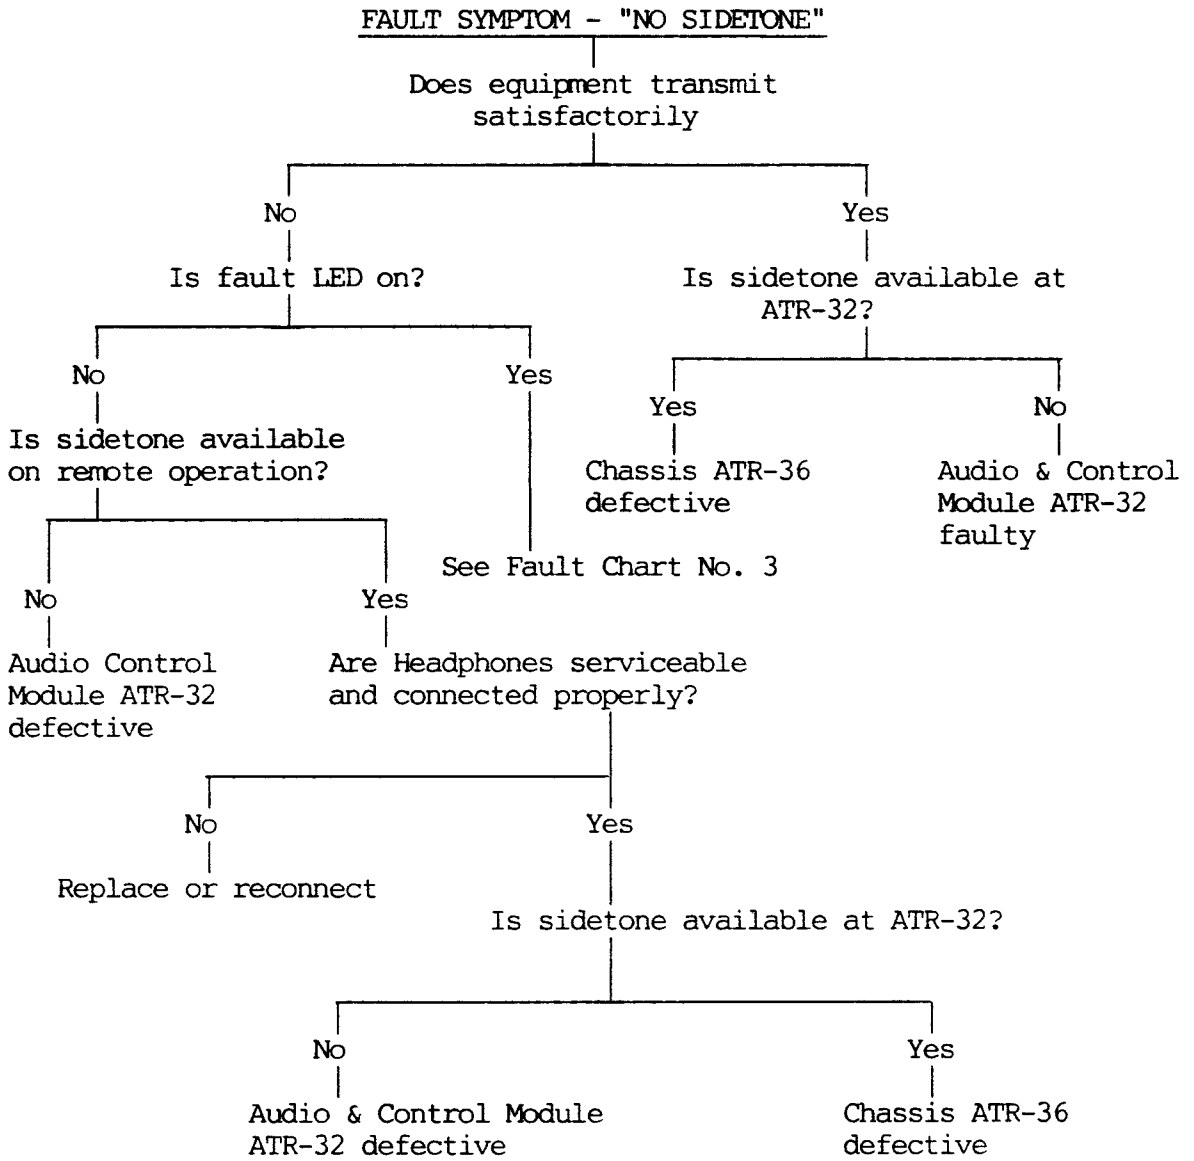 FAULT SYMPTOM - "NO SIDETONE"
Does equipment transmit
satisfactorily
No
Yes
Is fault LED on?
Is sidetone available at
ATR-32?
No
Yes
Yes
No
Is sidetone available
on remote operation?
Chassis ATR-36
defective
Audio & Control
Module ATR-32
faulty
See Fault Chart No. 3
No
Yes
Audio Control
Module ATR-32
defective
Are Headphones serviceable
and connected properly?
No
Yes
Replace or reconnect
Is sidetone available at ATR-32?
No
Yes
Audio & Control Module
ATR-32 defective
Chassis ATR-36
defective